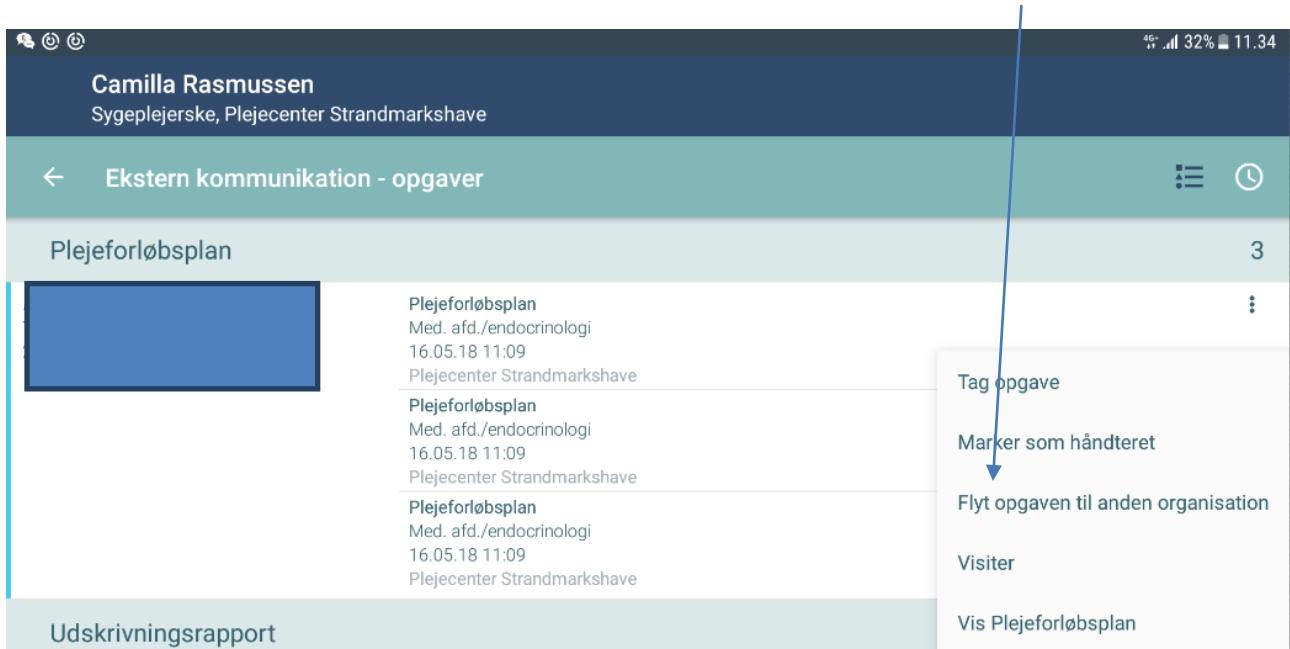 4G+ 32% 11.34
Camilla Rasmussen
Sygeplejerske, Plejecenter Strandmarkshave
Ekstern kommunikation - opgaver
Plejeforløbsplan 3
Plejeforløbsplan
Med. afd./endocrinologi
16.05.18 11:09
Plejecenter Strandmarkshave
Plejeforløbsplan
Med. afd./endocrinologi
16.05.18 11:09
Plejecenter Strandmarkshave
Plejeforløbsplan
Med. afd./endocrinologi
16.05.18 11:09
Plejecenter Strandmarkshave
Tag opgave
Marker som håndteret
Flyt opgaven til anden organisation
Visiter
Vis Plejeforløbsplan
Udskrivningsrapport